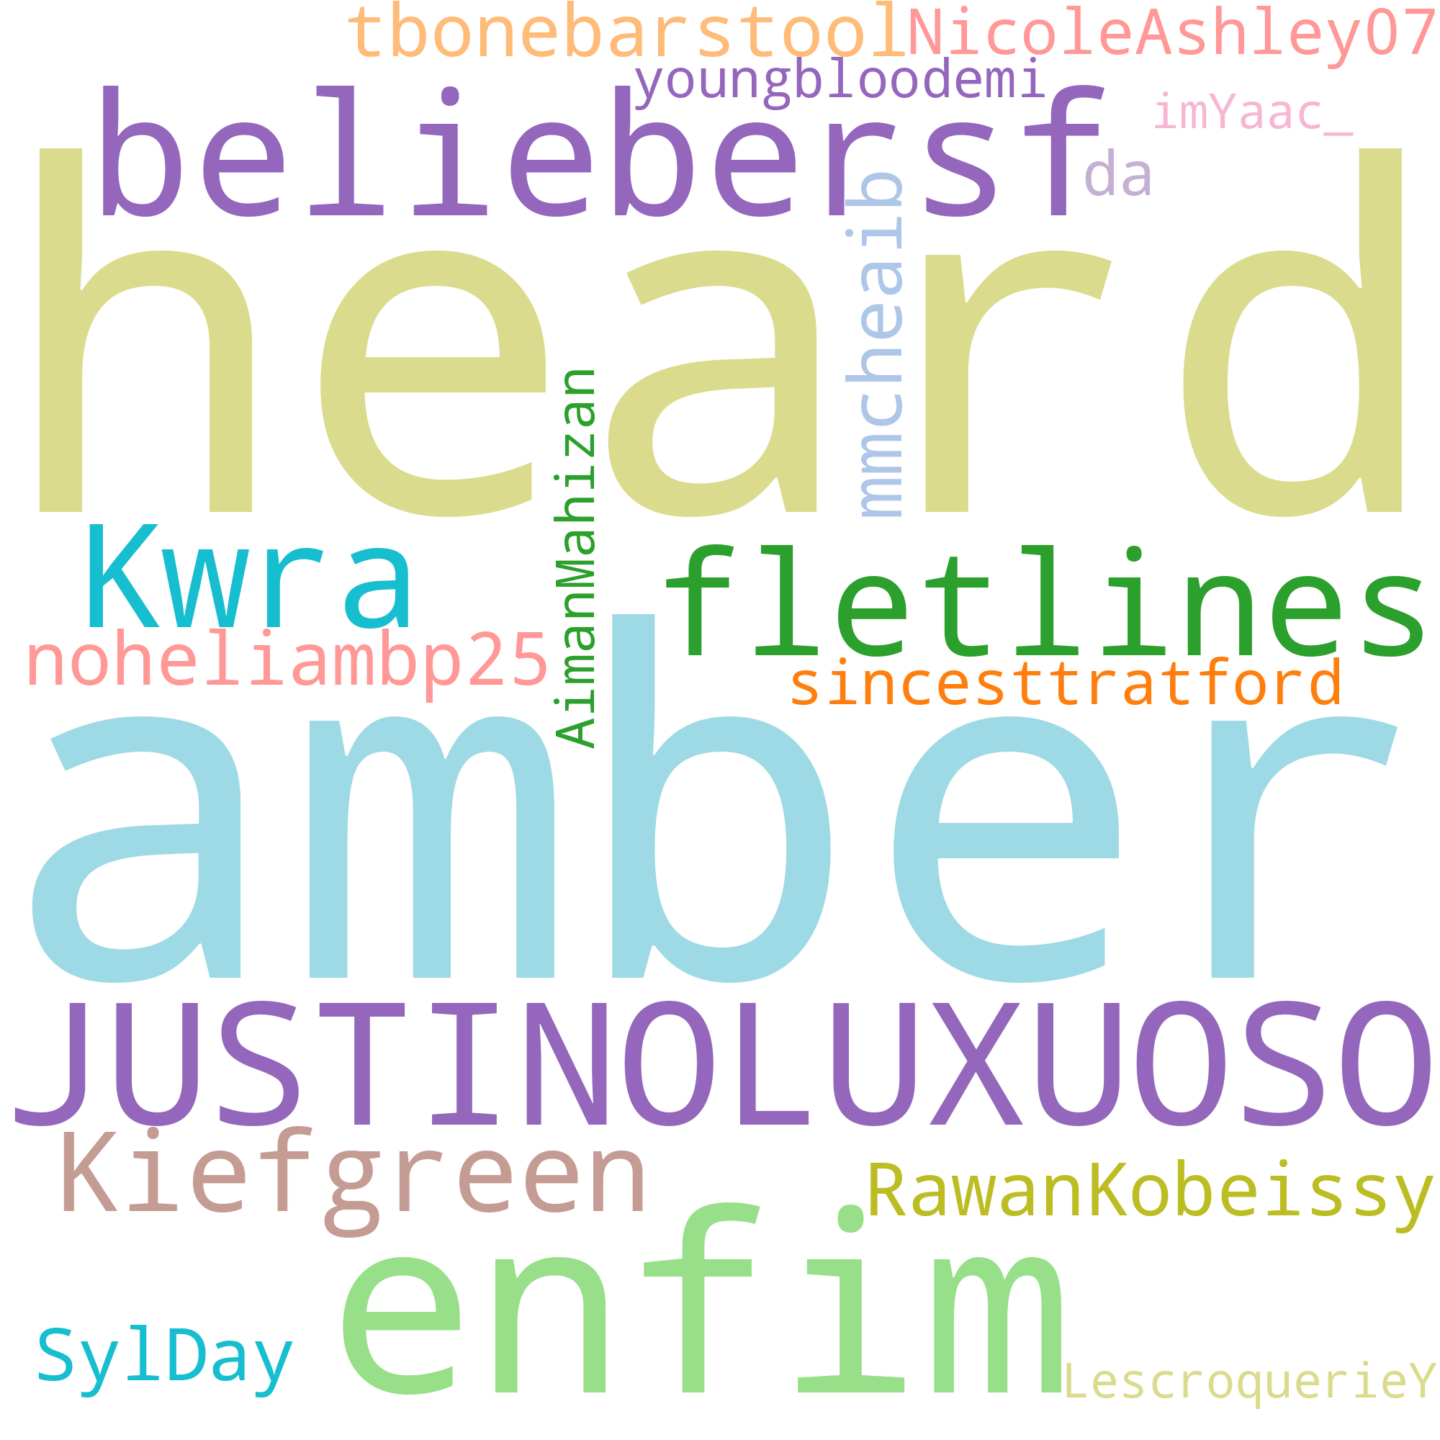 tbonebarstool
NicoleAshley07
youngbloodemi
beliebersf
imYaac_
da
heard
mmcheaib
AimanMahizan
Kwra
fletlines
noheliambp25
sincesttratford
amber
JUSTINOLUXUOSO
Kiefgreen
RawanKobeissy
enfim
SylDay
LescroquerieY